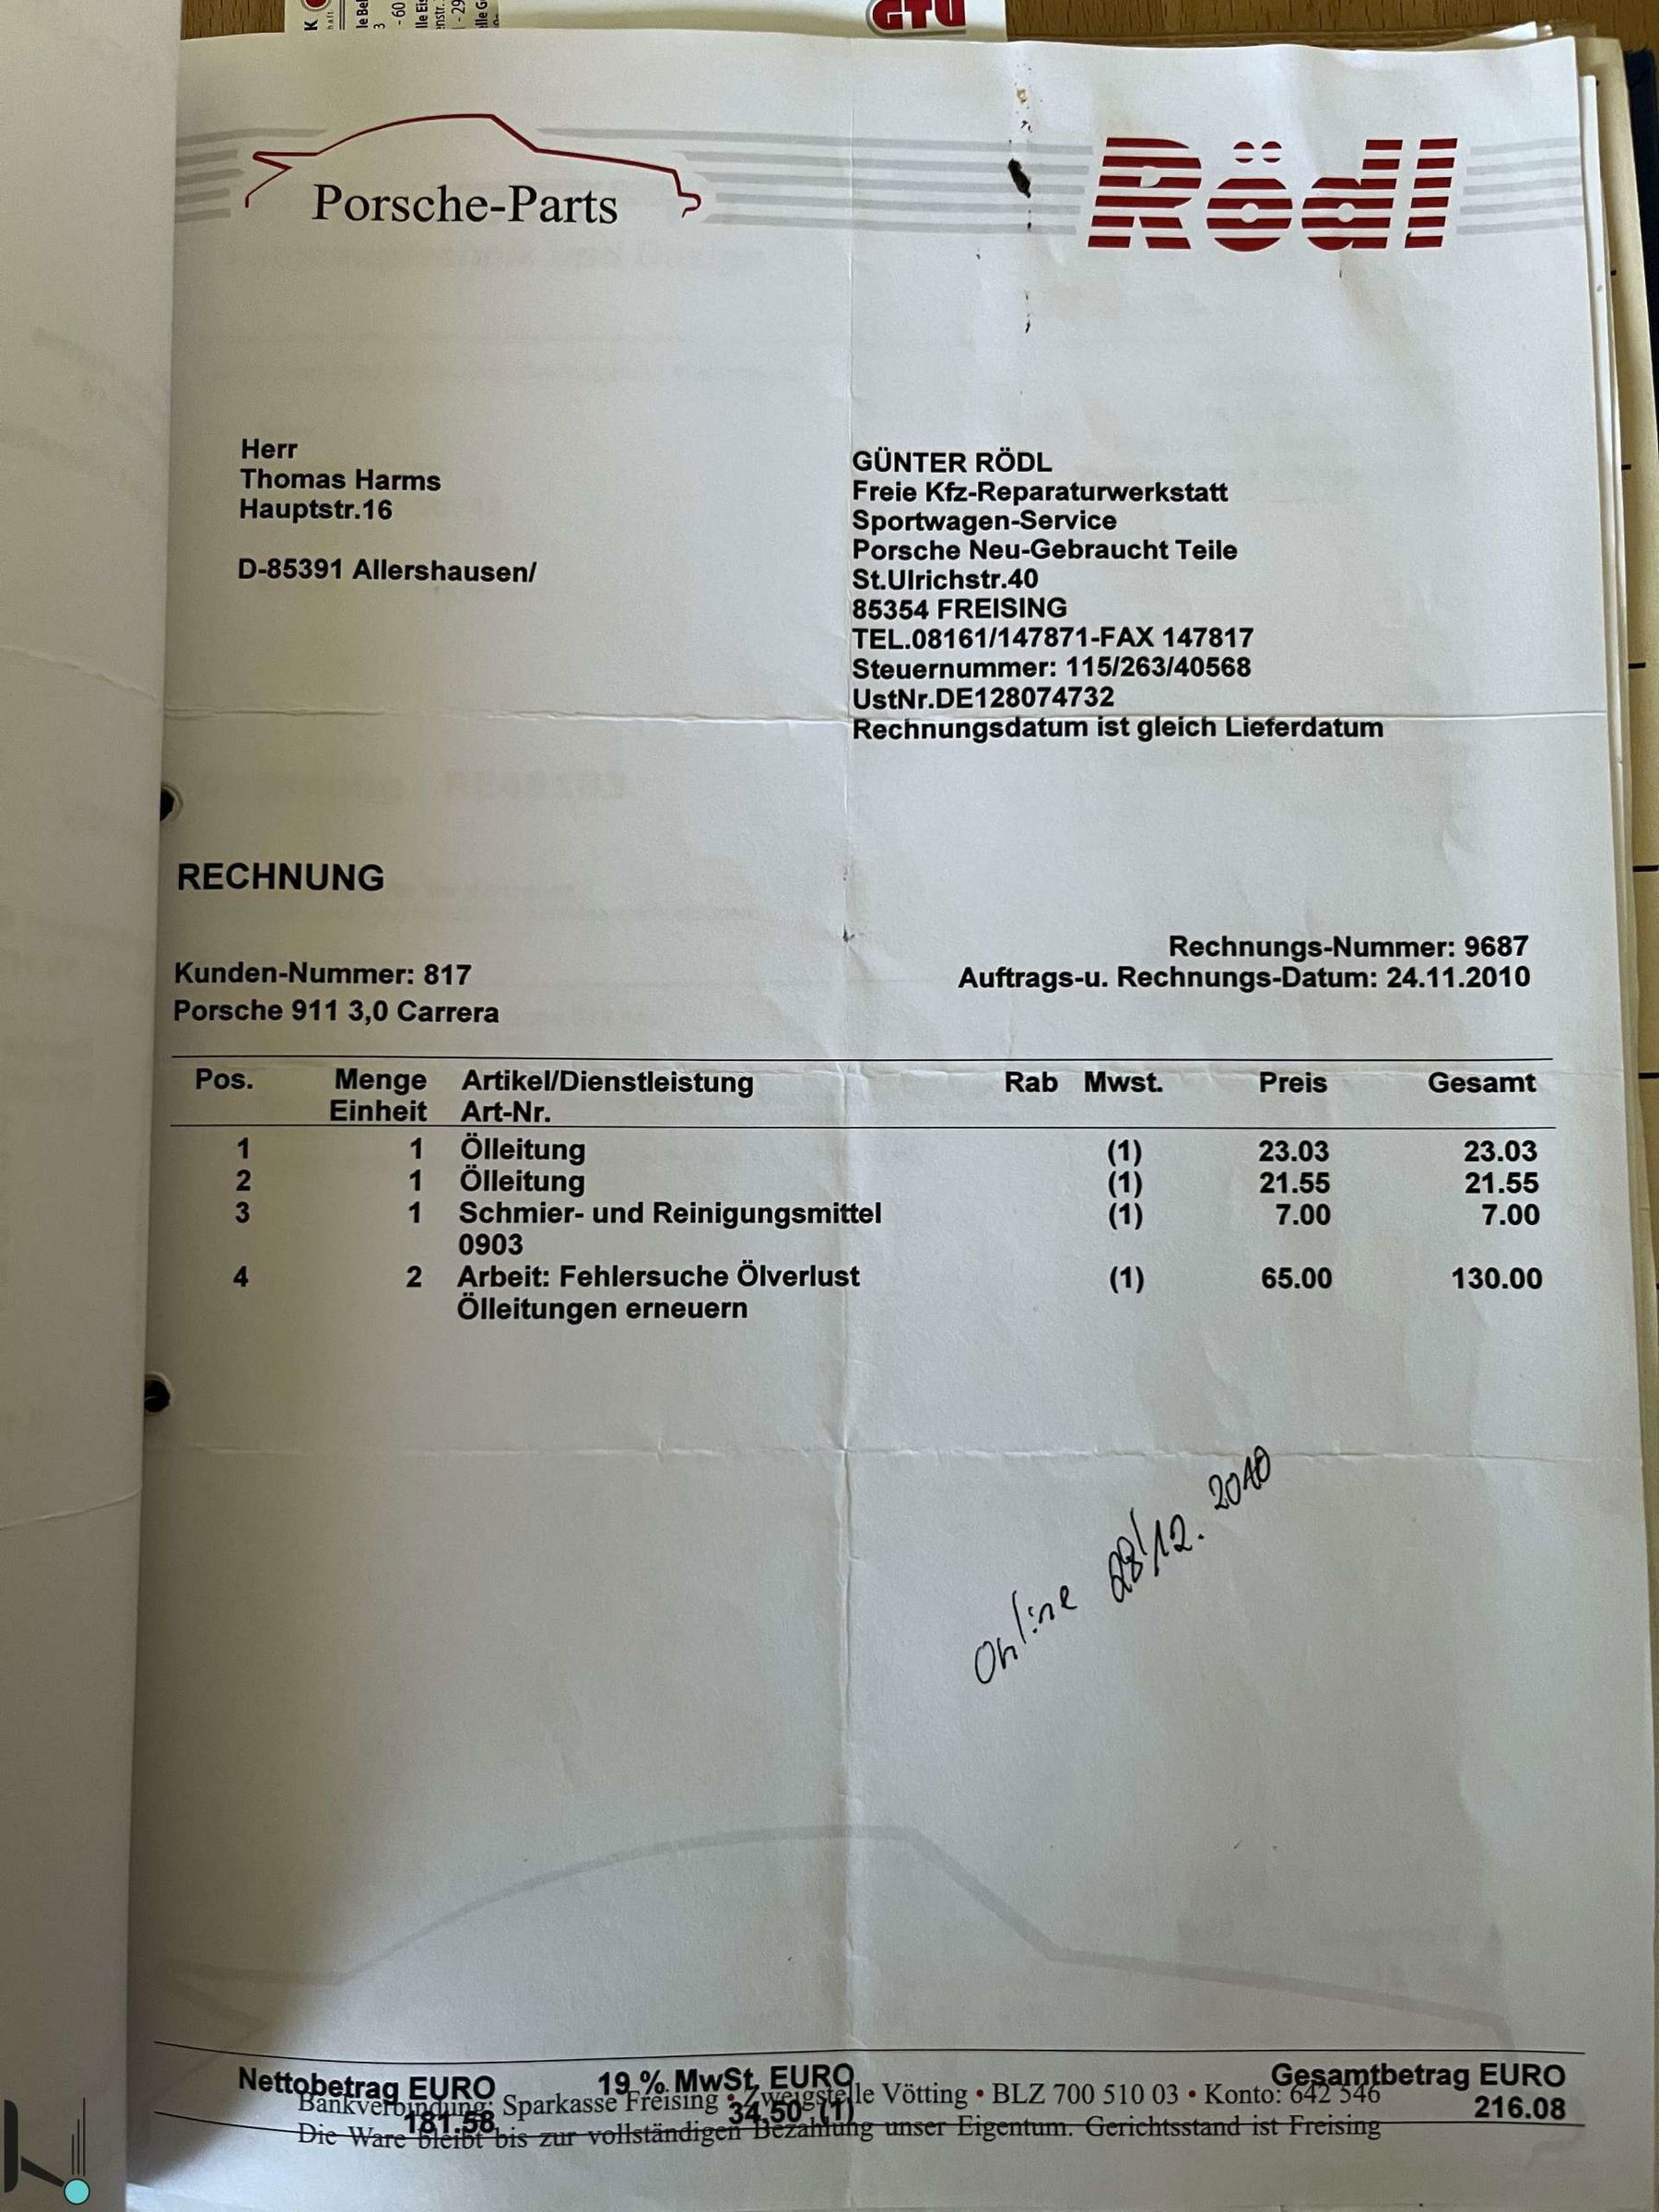 GTÜ
Porsche-Parts
Rödl
Herr
Thomas Harms
Hauptstr.16
D-85391 Allershausen/
GÜNTER RÖDL
Freie Kfz-Reparaturwerkstatt
Sportwagen-Service
Porsche Neu-Gebraucht Teile
St.Ulrichstr.40
85354 FREISING
TEL.08161/147871-FAX 147817
Steuernummer: 115/263/40568
UstNr.DE128074732
Rechnungsdatum ist gleich Lieferdatum
RECHNUNG
Rechnungs-Nummer: 9687
Kunden-Nummer: 817
Auftrags-u. Rechnungs-Datum: 24.11.2010
Porsche 911 3,0 Carrera
Pos. Menge Artikel/Dienstleistung Rab Mwst. Preis Gesamt
Einheit Art-Nr.
1 1 Ölleitung (1) 23.03 23.03
2 1 Ölleitung (1) 21.55 21.55
3 1 Schmier- und Reinigungsmittel (1) 7.00 7.00
0903
4 2 Arbeit: Fehlersuche Ölverlust (1) 65.00 130.00
Ölleitungen erneuern
Online 28/12. 2010
Nettobetrag EURO 19 % MwSt, EURO Gesamtbetrag EURO
Bankverbindung: Sparkasse Freising • Zweigstelle Vötting • BLZ 700 510 03 • Konto: 642 546
181.58 34,50 (1) 216.08
Die Ware bleibt bis zur vollständigen Bezahlung unser Eigentum. Gerichtsstand ist Freising